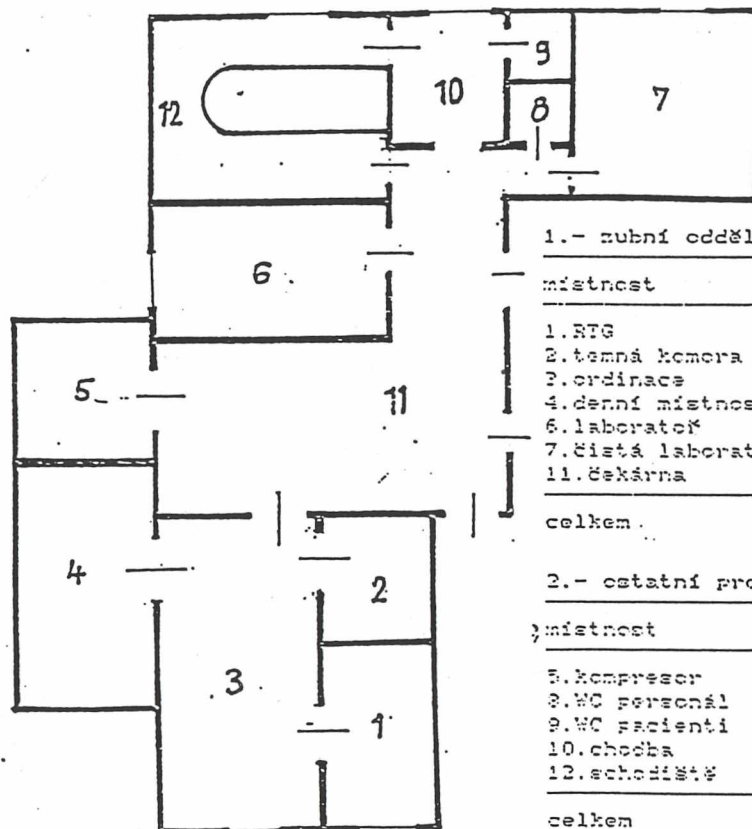 9
12
10
8
7
6
5
11
4
2
3
1
1.- zubní odděl
místnost
1.RTG
2.temná komora
3.ordinace
4.denní místnos
6.laboratoř
7.čistá laborat
11.čekárna
celkem
2.- ostatní pro
místnost
5.kompresor
8.WC personál
9.WC pacienti
10.chodba
12.schodiště
celkem